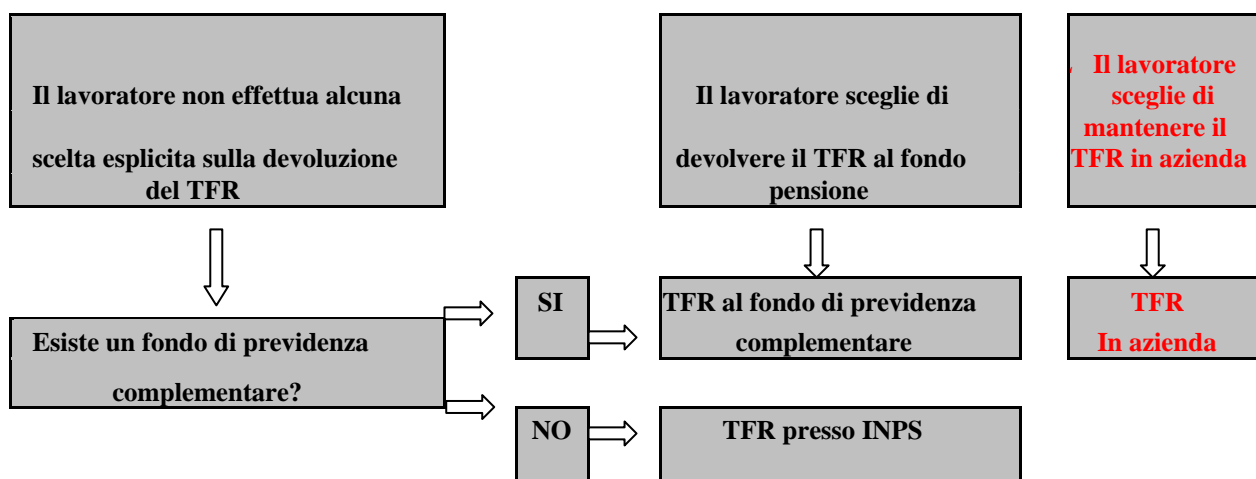 Il lavoratore non effettua alcuna
scelta esplicita sulla devoluzione
del TFR
Il lavoratore sceglie di
devolvere il TFR al fondo
pensione
Il lavoratore
sceglie di
mantenere il
TFR in azienda
Esiste un fondo di previdenza
complementare?
SI
TFR al fondo di previdenza
complementare
TFR
In azienda
NO
TFR presso INPS